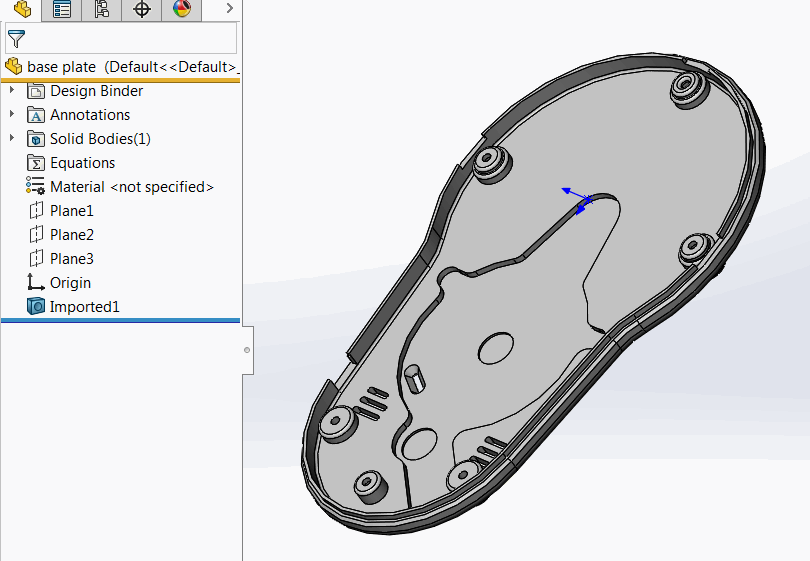 base plate (Default<<Default>_
Design Binder
Annotations
Solid Bodies(1)
Equations
Material <not specified>
Plane1
Plane2
Plane3
Origin
Imported1